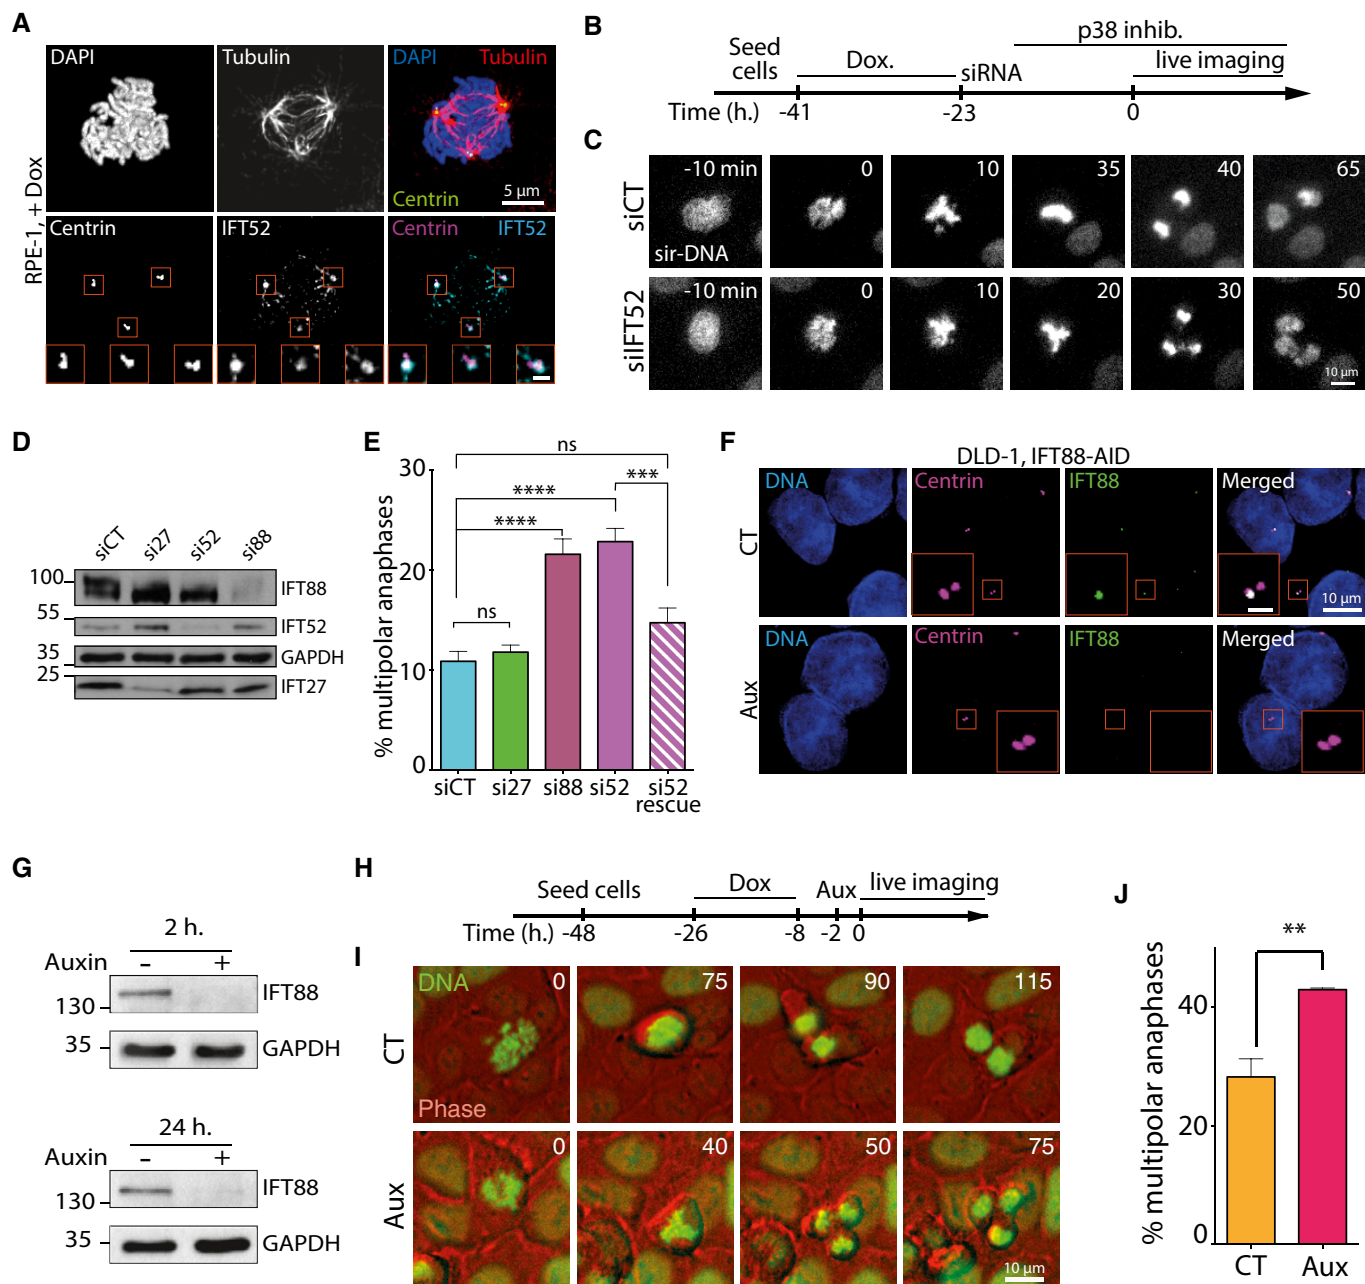 A
RPE-1, + Dox
DAPI
Tubulin
DAPI Tubulin
Centrin
5 µm
Centrin
IFT52
Centrin IFT52
B
Seed cells
Dox.
siRNA
p38 inhib.
live imaging
Time (h.) -41 -23 0
C
siCT
-10 min 0 10 35 40 65
sir-DNA
siIFT52
-10 min 0 10 20 30 50
10 µm
D
siCT si27 si52 si88
100 IFT88
55 IFT52
35 GAPDH
25 IFT27
E
% multipolar anaphases
30
20
10
0
ns
****
***
****
ns
siCT si27 si88 si52 si52 rescue
F
DLD-1, IFT88-AID
CT
DNA Centrin IFT88 Merged
10 µm
Aux
DNA Centrin IFT88 Merged
G
2 h.
Auxin – +
130 IFT88
35 GAPDH
24 h.
Auxin – +
130 IFT88
35 GAPDH
H
Seed cells Dox Aux live imaging
Time (h.) -48 -26 -8 -2 0
I
CT
DNA 0 75 90 115
Phase
Aux
0 40 50 75
10 µm
J
% multipolar anaphases
40
20
0
**
CT Aux